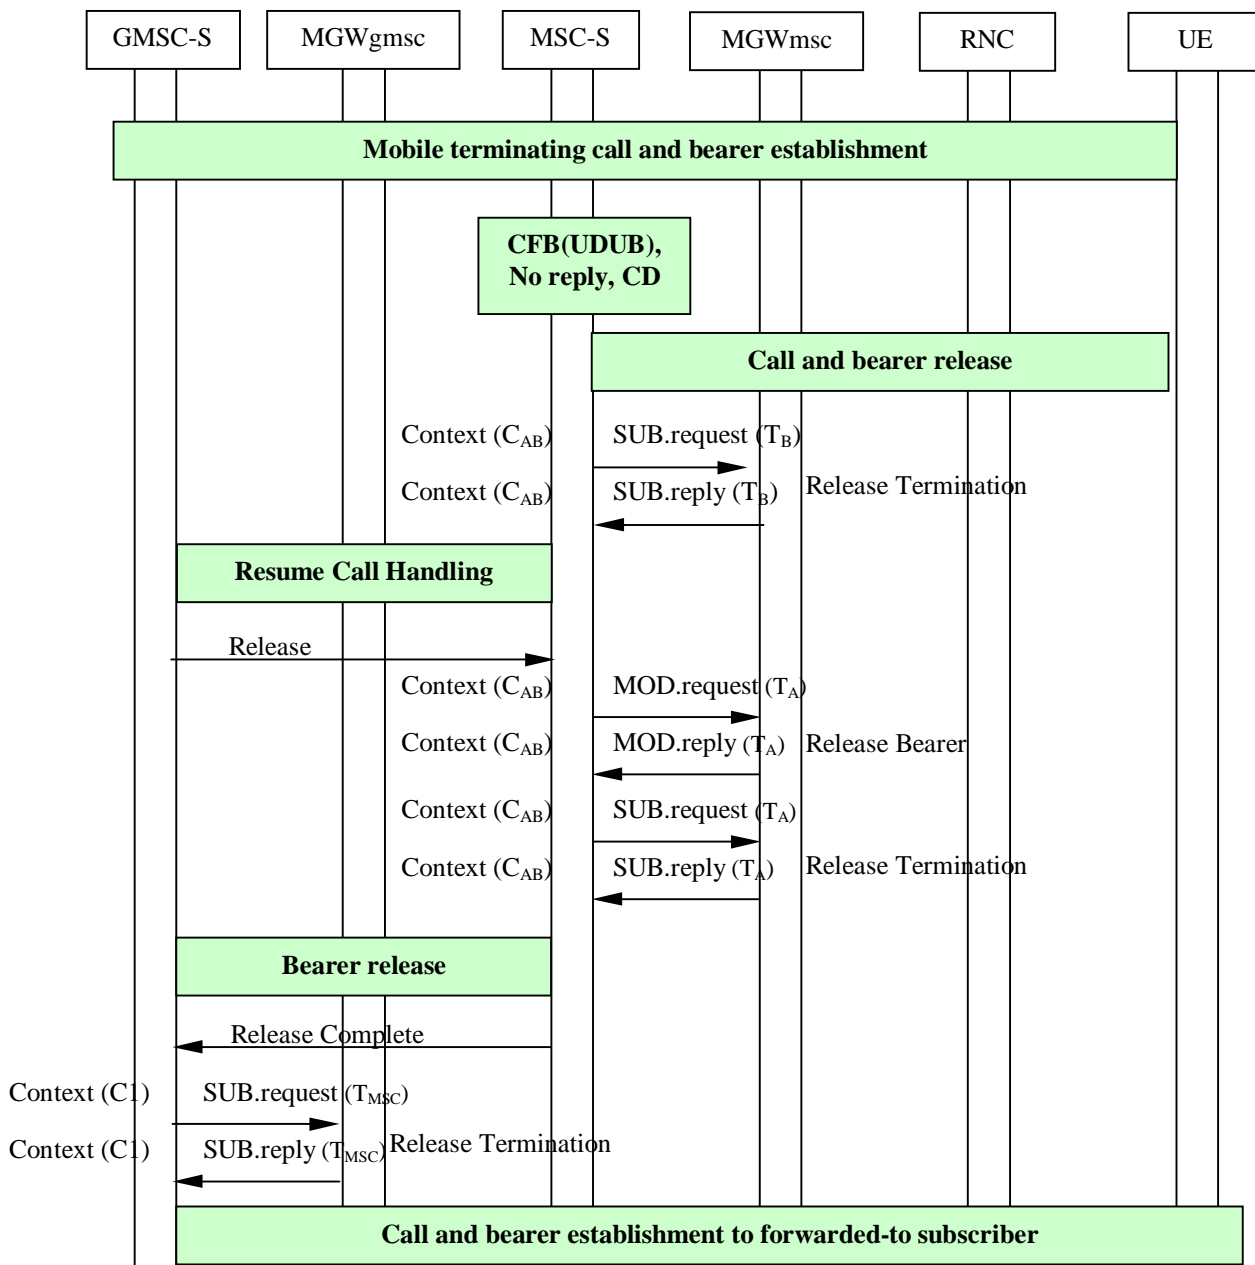 GMSC-S MGWgmsc MSC-S MGWmsc RNC UE
Mobile terminating call and bearer establishment
CFB(UDUB),
No reply, CD
Call and bearer release
Context (CAB) SUB.request (TB)
Context (CAB) SUB.reply (TB) Release Termination
Resume Call Handling
Release
Context (CAB) MOD.request (TA)
Context (CAB) MOD.reply (TA) Release Bearer
Context (CAB) SUB.request (TA)
Context (CAB) SUB.reply (TA) Release Termination
Bearer release
Release Complete
Context (C1) SUB.request (TMSC)
Context (C1) SUB.reply (TMSC) Release Termination
Call and bearer establishment to forwarded-to subscriber